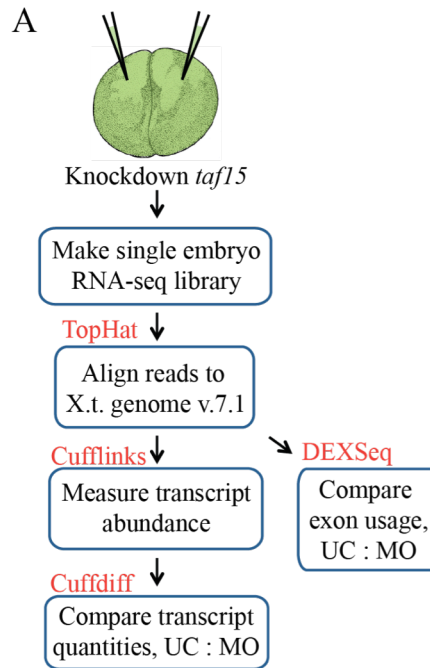 A
Knockdown taf15
Make single embryo
RNA-seq library
TopHat
Align reads to
X.t. genome v.7.1
Cufflinks
DEXSeq
Measure transcript
abundance
Compare
exon usage,
UC : MO
Cuffdiff
Compare transcript
quantities, UC : MO